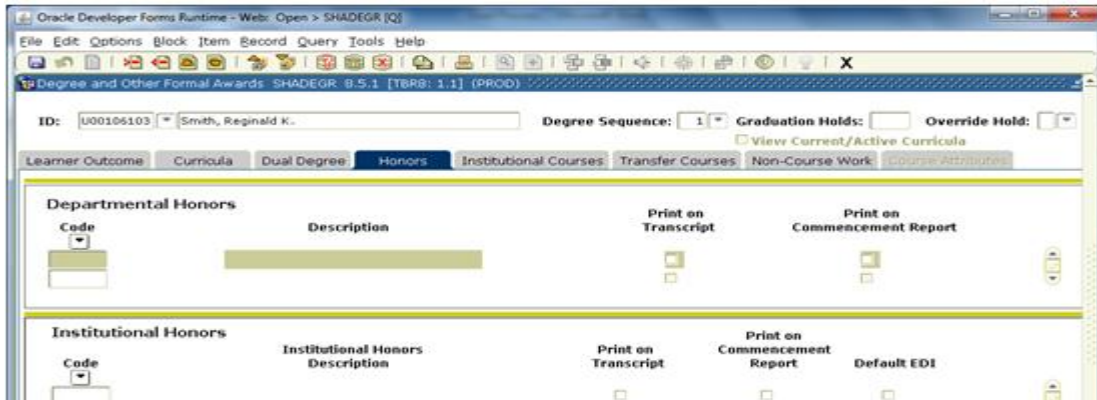 Oracle Developer Forms Runtime - Web: Open > SHADEGR [Q]
File Edit Options Block Item Record Query Tools Help
X
Degree and Other Formal Awards SHADEGR 8.5.1 [TBR8: 1.1] (PROD)
ID: U00106103 Smith, Reginald K. Degree Sequence: 1 Graduation Holds: Override Hold:
View Current/Active Curricula
Learner Outcome Curricula Dual Degree Honors Institutional Courses Transfer Courses Non-Course Work Course Attributes
Departmental Honors
Print on Print on
Code Description Transcript Commencement Report
Institutional Honors
Print on
Institutional Honors Print on Commencement
Code Description Transcript Report Default EDI